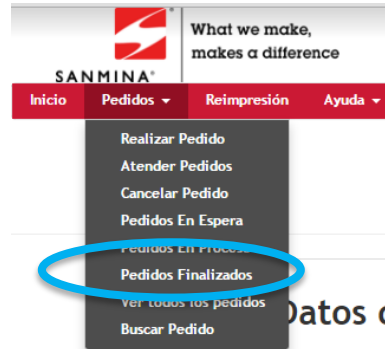 What we make,
makes a difference
SANMINA®
Inicio Pedidos Reimpresión Ayuda
Realizar Pedido
Atender Pedidos
Cancelar Pedido
Pedidos En Espera
Pedidos En Proceso
Pedidos Finalizados
Ver todos los pedidos
Buscar Pedido
Datos